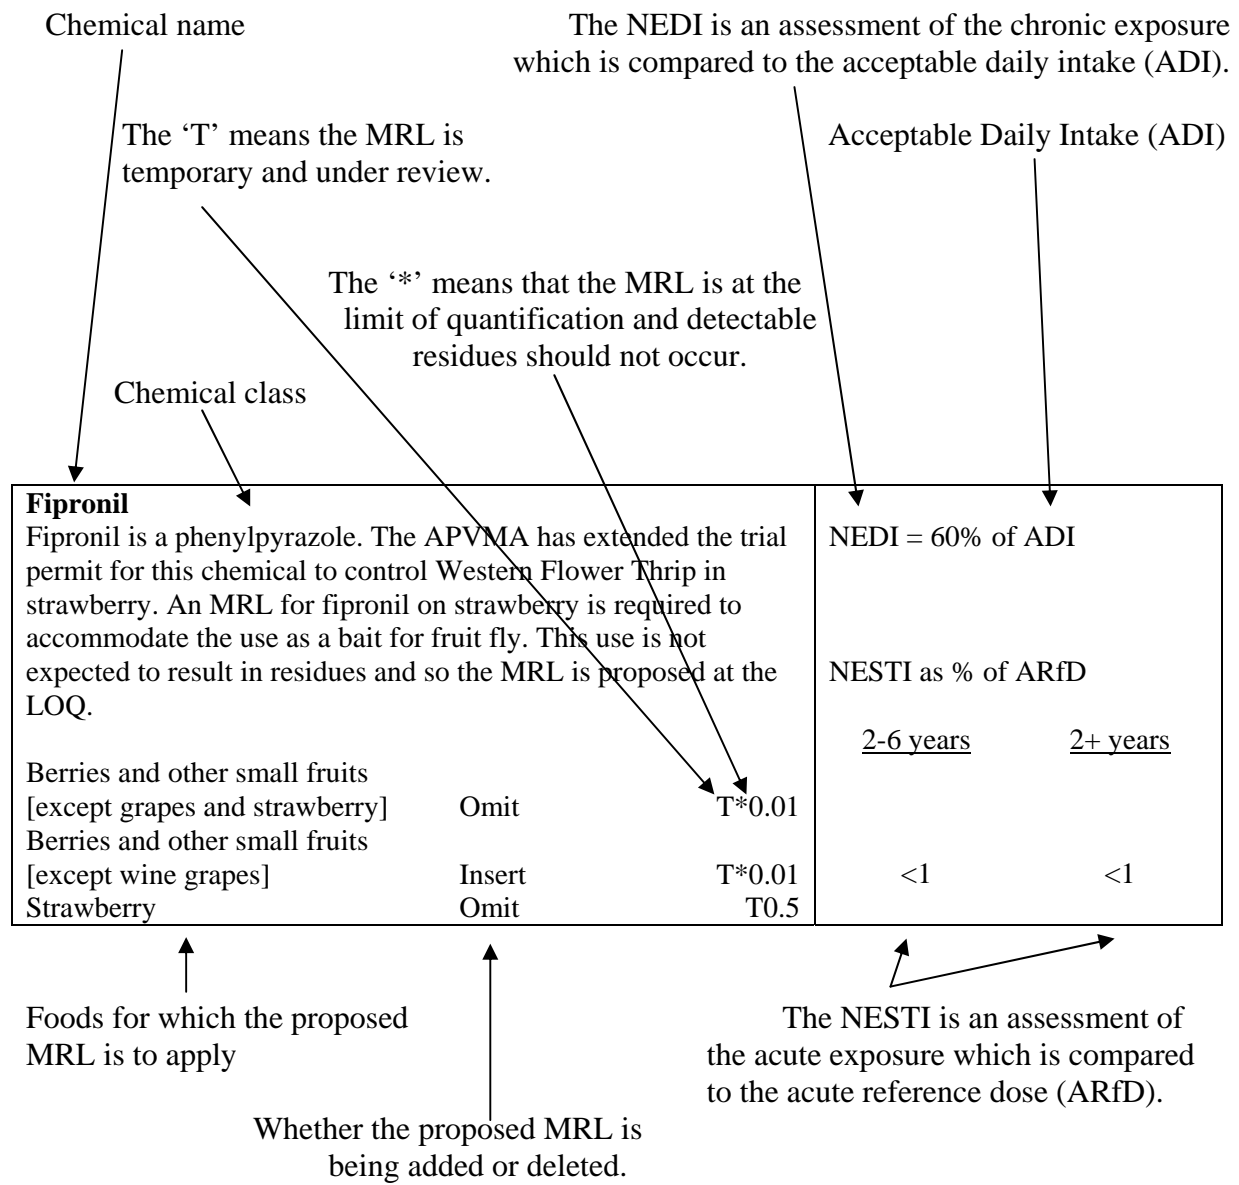 Chemical name
The NEDI is an assessment of the chronic exposure
which is compared to the acceptable daily intake (ADI).
The ‘T’ means the MRL is
temporary and under review.
Acceptable Daily Intake (ADI)
The ‘*’ means that the MRL is at the
limit of quantification and detectable
residues should not occur.
Chemical class
Fipronil
Fipronil is a phenylpyrazole. The APVMA has extended the trial
permit for this chemical to control Western Flower Thrip in
strawberry. An MRL for fipronil on strawberry is required to
accommodate the use as a bait for fruit fly. This use is not
expected to result in residues and so the MRL is proposed at the
LOQ.
NEDI = 60% of ADI
NESTI as % of ARfD
2-6 years 2+ years
Berries and other small fruits
[except grapes and strawberry] Omit T*0.01
Berries and other small fruits
[except wine grapes] Insert T*0.01 <1 <1
Strawberry Omit T0.5
Foods for which the proposed
MRL is to apply
The NESTI is an assessment of
the acute exposure which is compared
to the acute reference dose (ARfD).
Whether the proposed MRL is
being added or deleted.